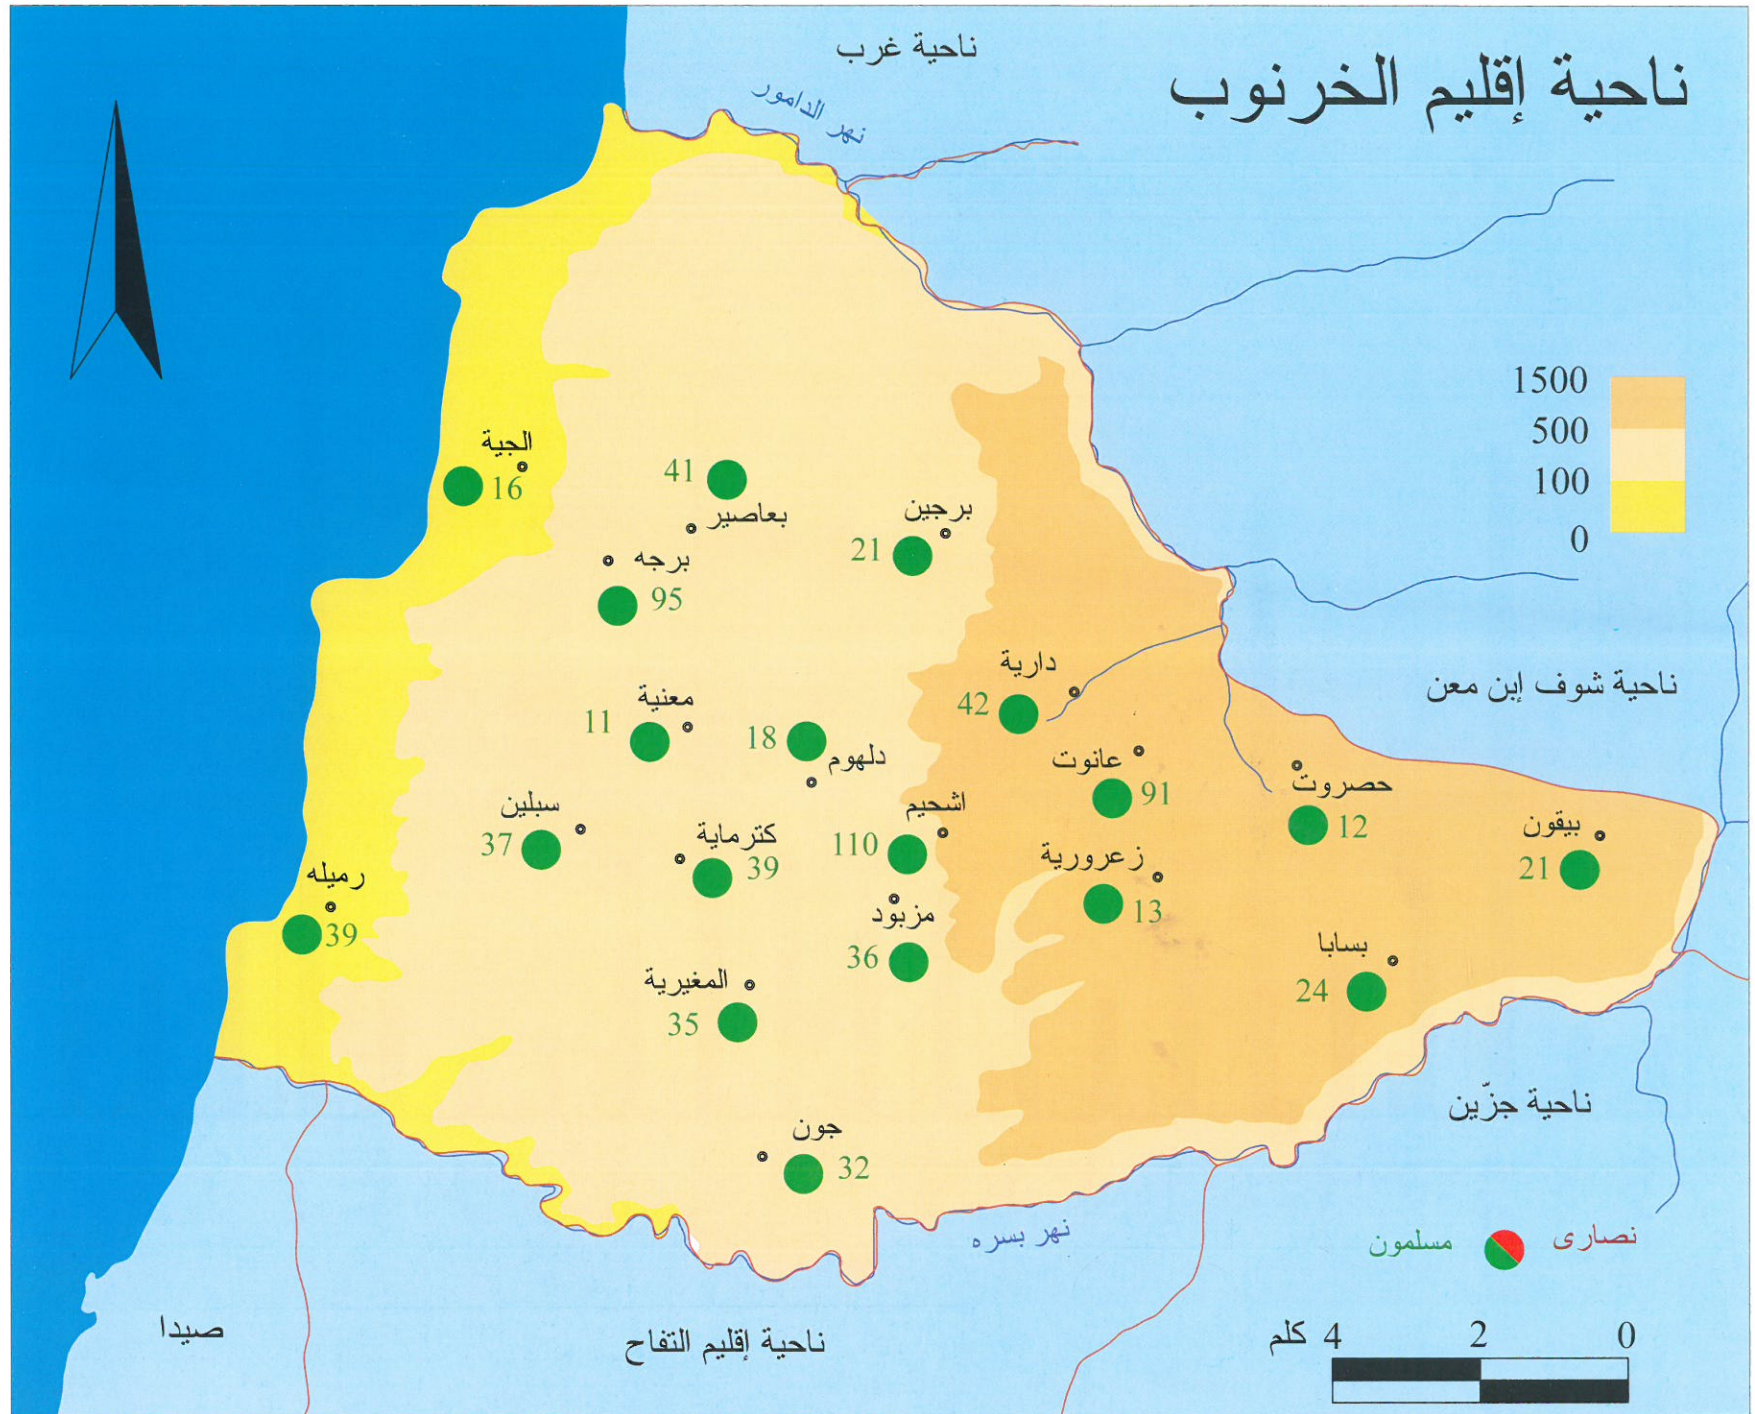 ناحية إقليم الخرنوب
ناحية غرب
نهر الدامور
1500
500
100
0
الجية
16
41
بعاصير
برجين
21
برجه
95
دارية
42
ناحية شوف إبن معن
معنية
11
18
دلهوم
عانوت
91
حصروت
12
بيقون
21
سبلين
37
كترماية
39
اشحيم
110
زعرورية
13
رميله
39
مزبود
36
بسابا
24
المغيرية
35
ناحية جزّين
جون
32
نهر بسره
نصارى
مسلمون
صيدا
ناحية إقليم التفاح
0 2 4 كلم